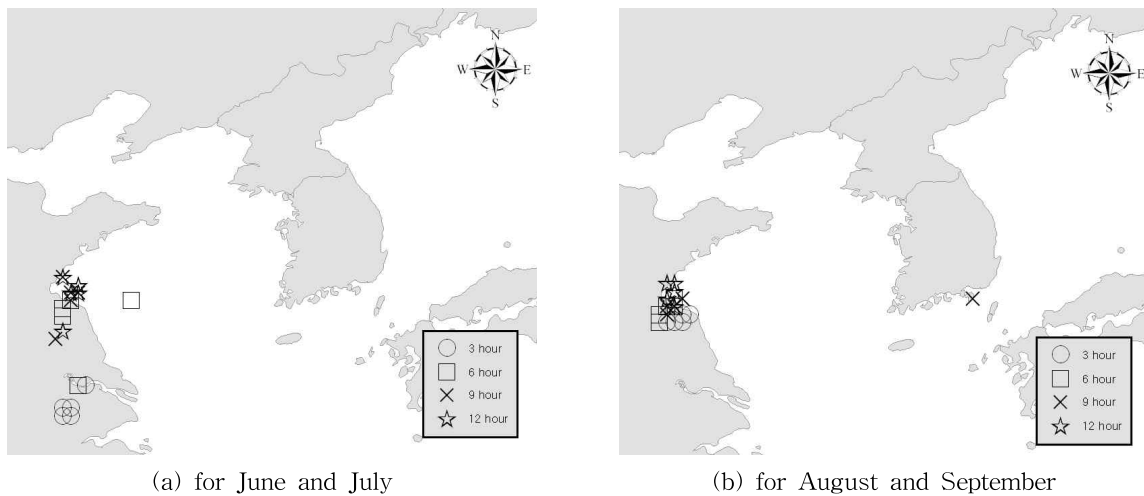 N
W E
S
3 hour
6 hour
9 hour
12 hour
(a) for June and July
N
W E
S
3 hour
6 hour
9 hour
12 hour
(b) for August and September